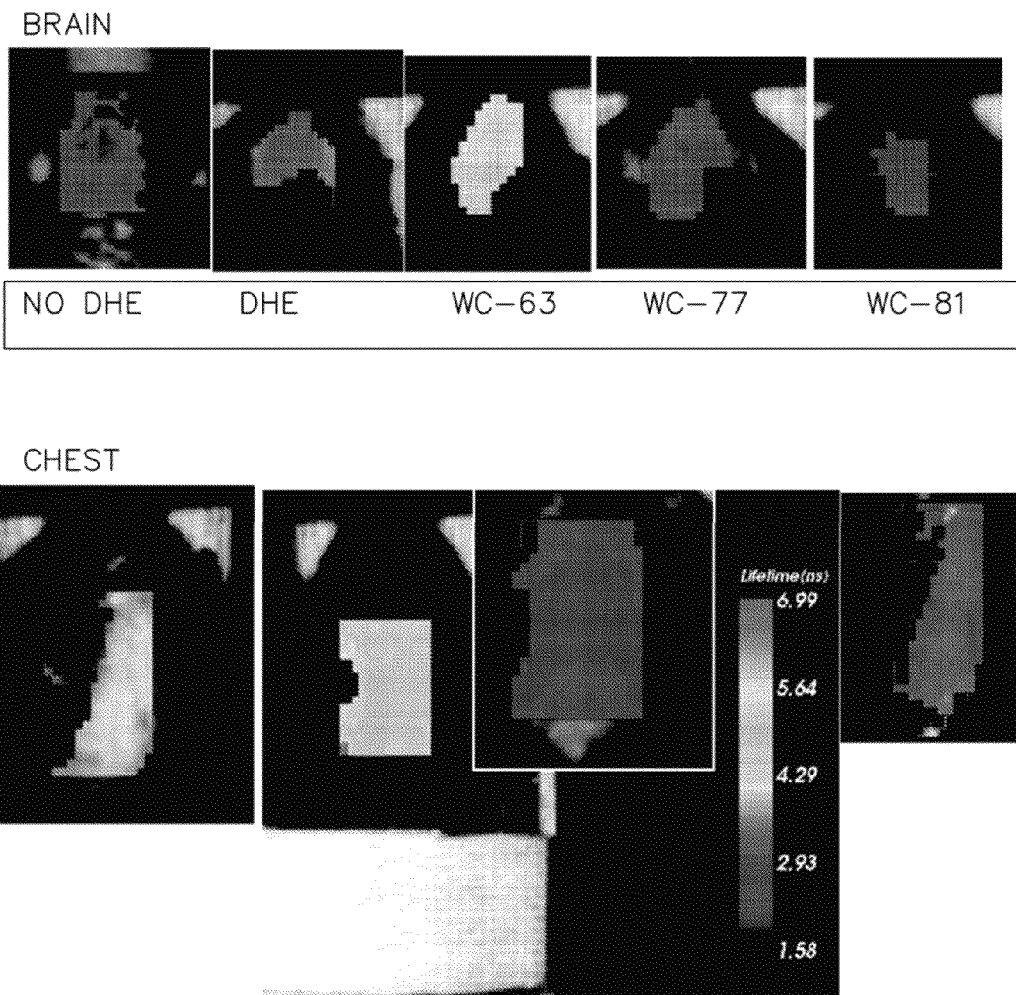 BRAIN
NO DHE DHE WC-63 WC-77 WC-81
CHEST
Lifetime(ns)
6.99
5.64
4.29
2.93
1.58